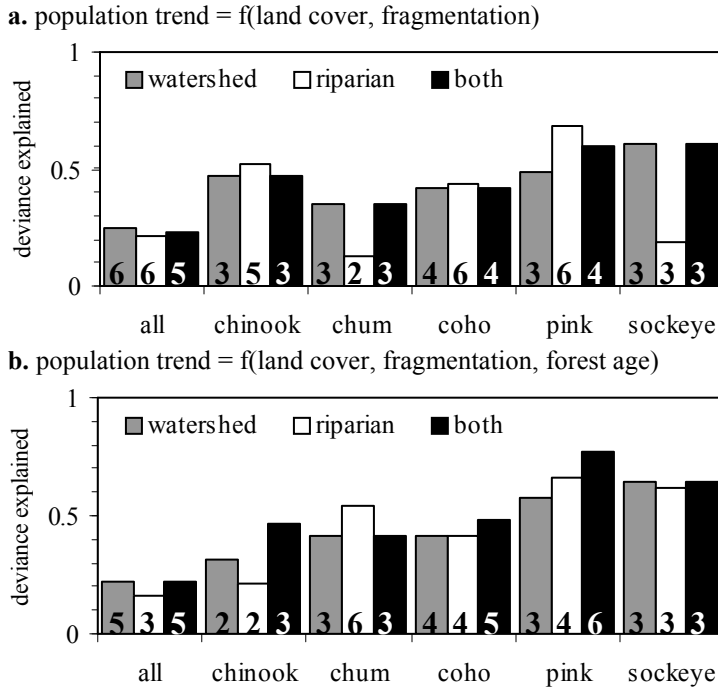 a. population trend = f(land cover, fragmentation)
1
watershed riparian both
0.5
deviance explained
6 6 5 3 5 3 3 2 3 4 6 4 3 6 4 3 3 3
0
all chinook chum coho pink sockeye
b. population trend = f(land cover, fragmentation, forest age)
1
watershed riparian both
0.5
deviance explained
5 3 5 2 2 3 3 6 3 4 4 5 3 4 6 3 3 3
0
all chinook chum coho pink sockeye